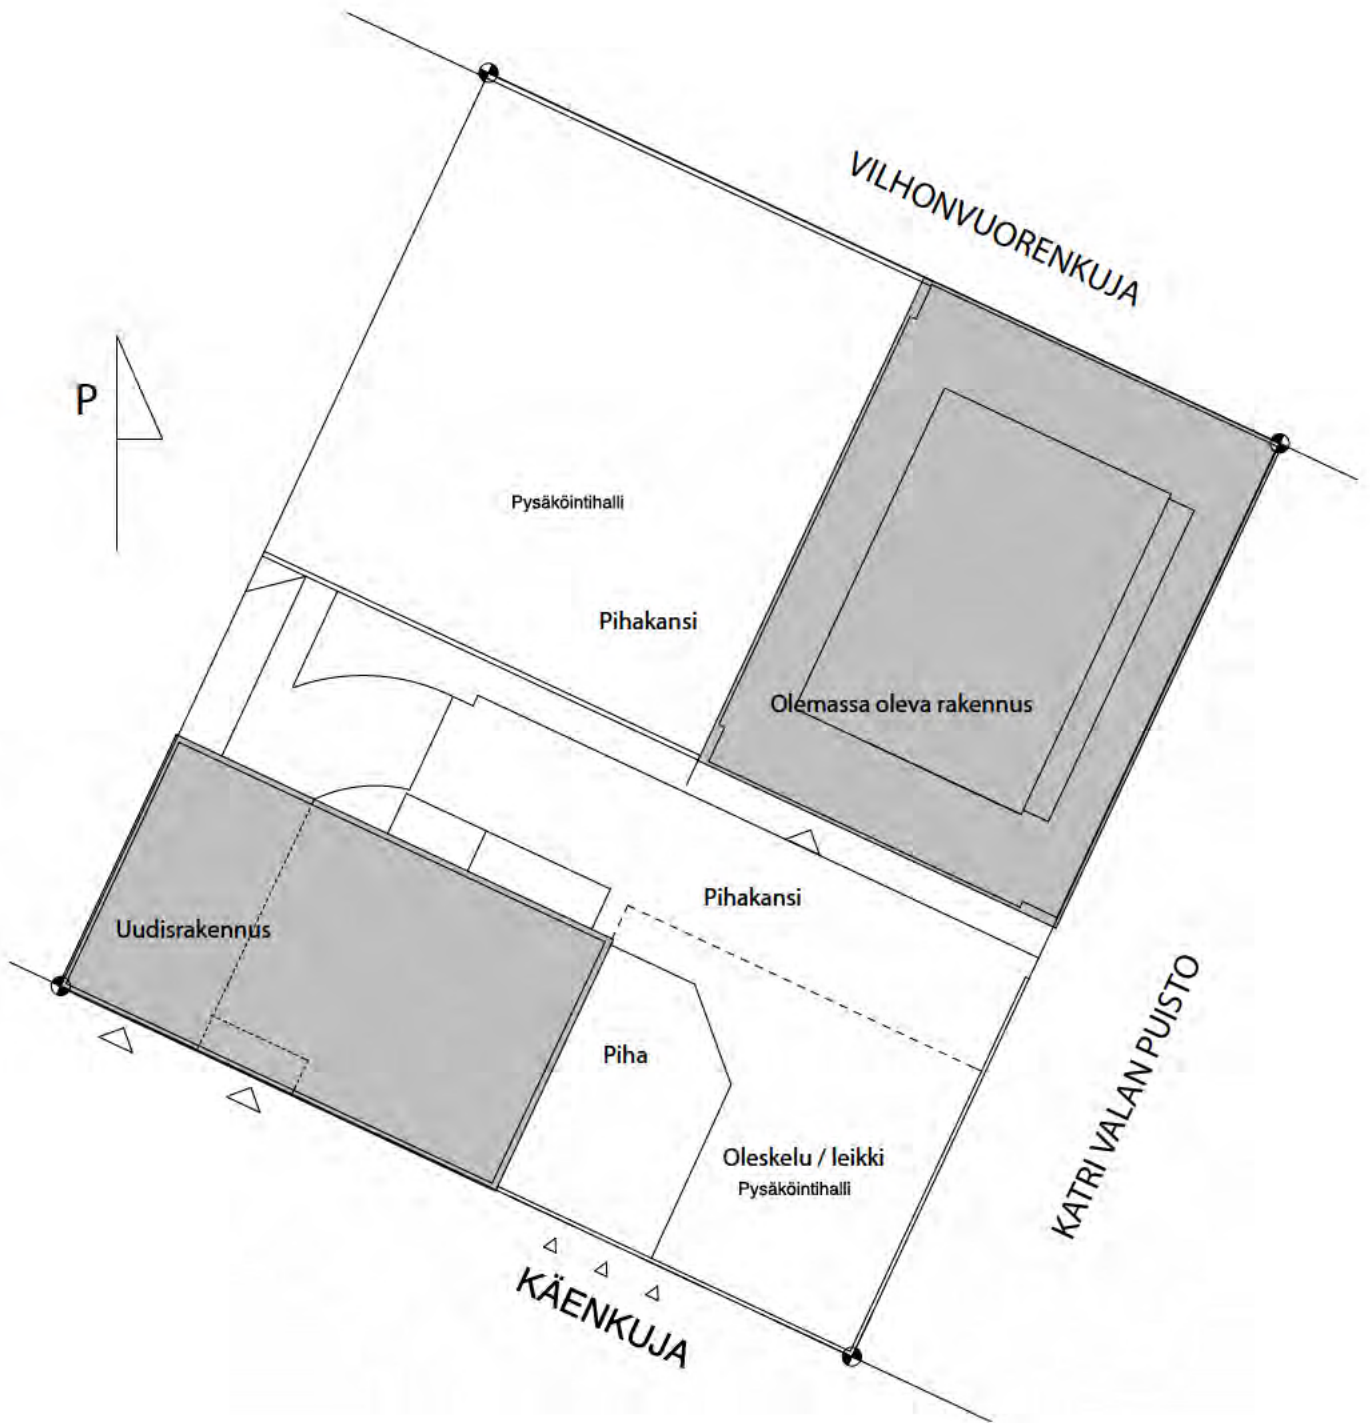 VILHONVUORENKUJA
P
Pysäköintihalli
Pihakansi
Olemassa oleva rakennus
Pihakansi
Uudisrakennus
Piha
Oleskelu / leikki
Pysäköintihalli
KATRI VALAN PUISTO
KÄENKUJA